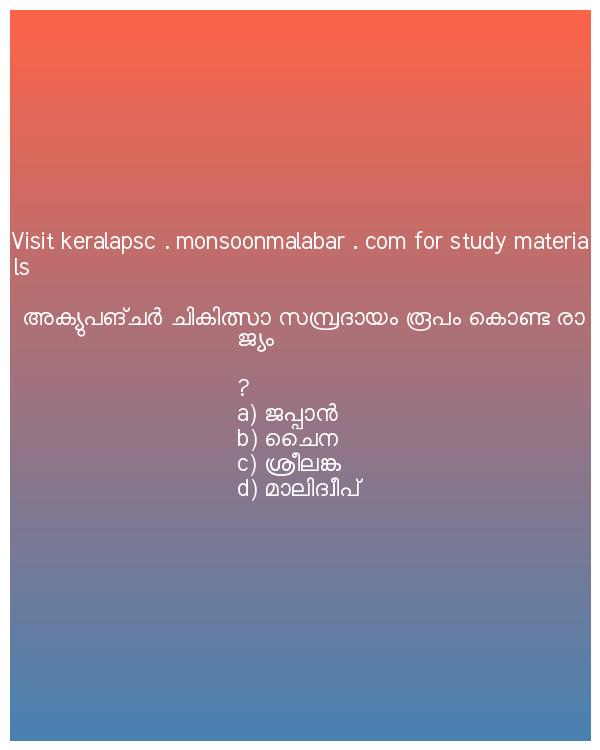 Visit keralapsc . monsoonmalabar . com for study materia
ls
അക്യുപങ്ചർ ചികിത്സാ സമ്പ്രദായം രൂപം കൊണ്ട രാ
ജ്യം
?
a) ജപ്പാൻ
b) ചൈന
c) ശ്രീലങ്ക
d) മാലിദ്വീപ്